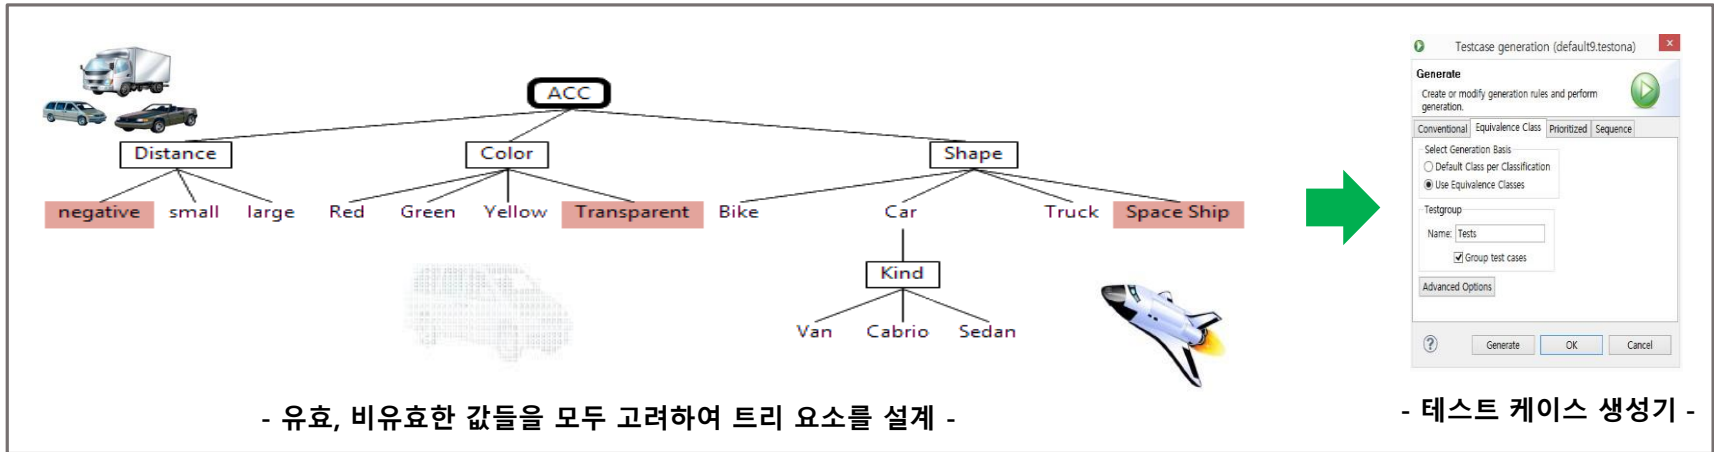 ACC
Distance
Color
Shape
negative
small
large
Red
Green
Yellow
Transparent
Bike
Car
Truck
Space Ship
Kind
Van
Cabrio
Sedan
- 유효, 비유효한 값들을 모두 고려하여 트리 요소를 설계 -
Testcase generation (default9.testona)
x
Generate
Create or modify generation rules and perform
generation.
Conventional
Equivalence Class
Prioritized
Sequence
Select Generation Basis
Default Class per Classification
Use Equivalence Classes
Testgroup
Name: Tests
Group test cases
Advanced Options
?
Generate
OK
Cancel
- 테스트 케이스 생성기 -